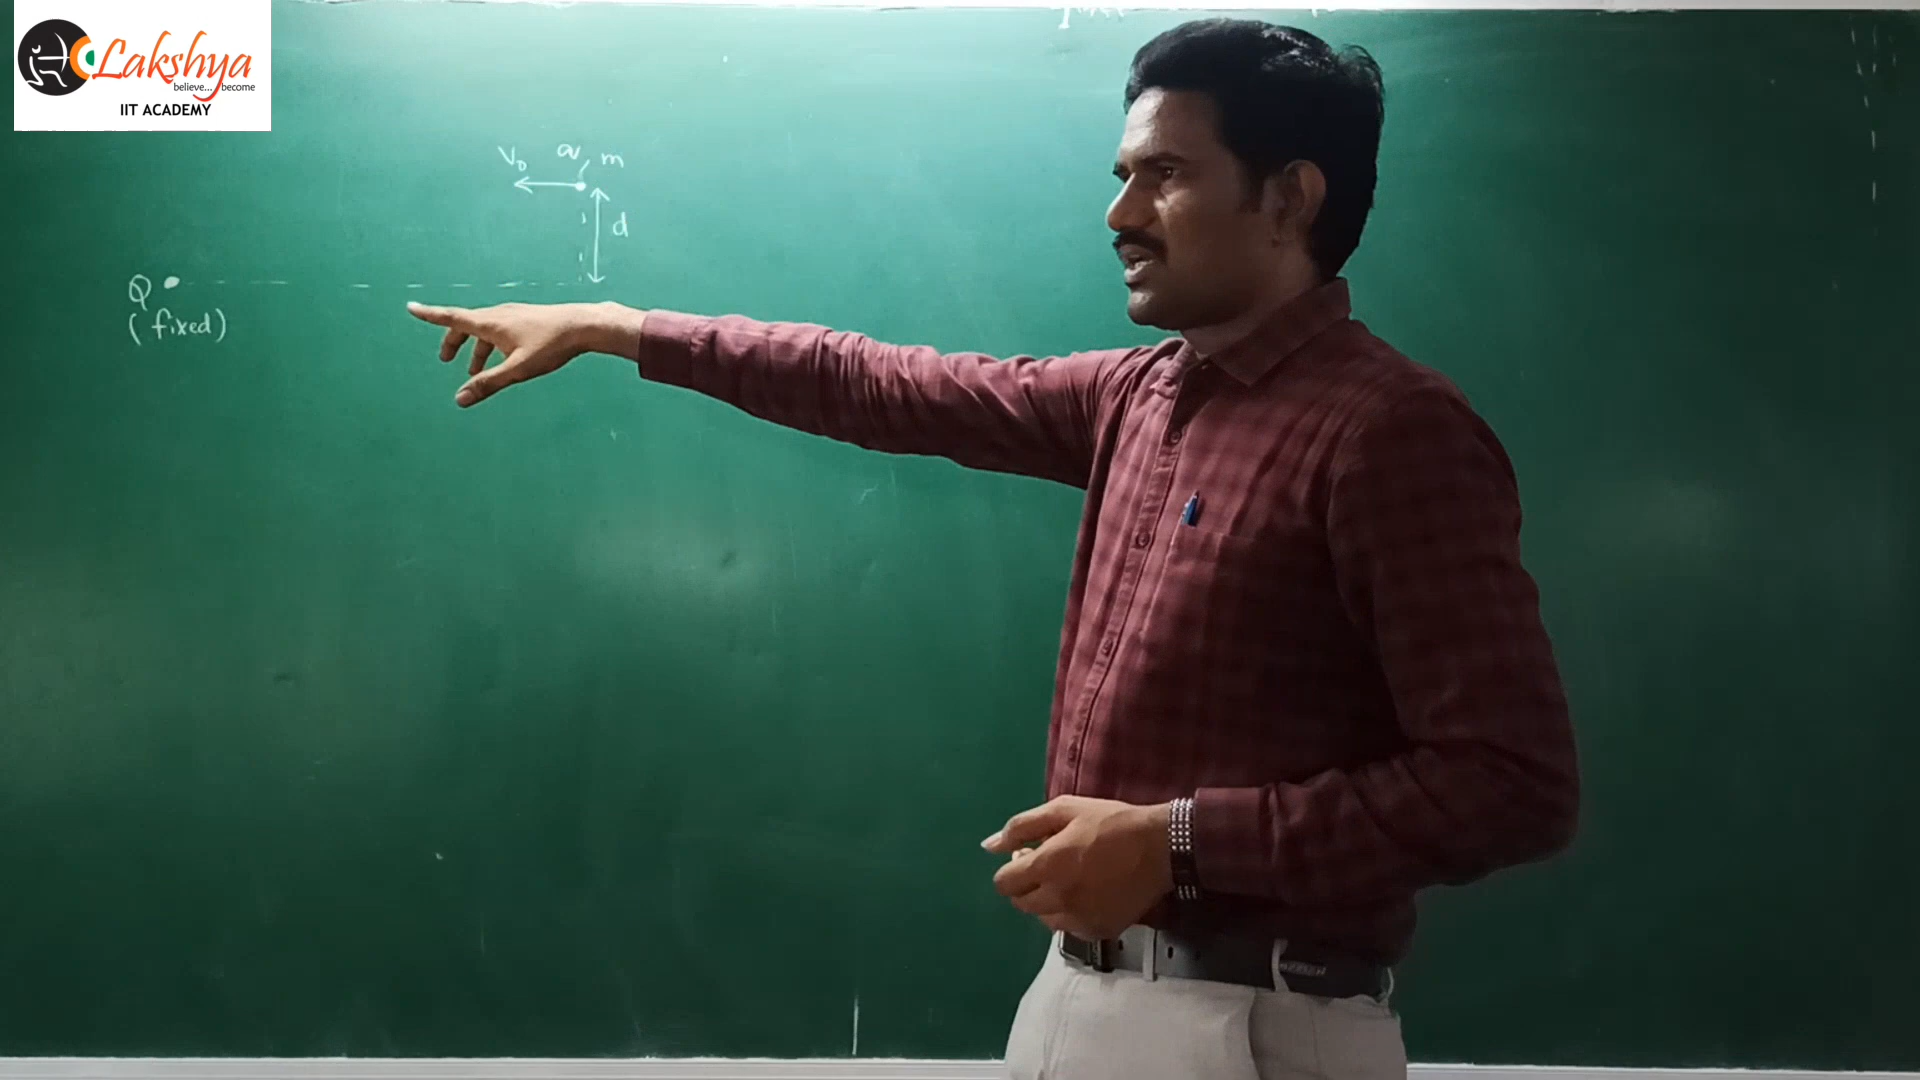 Lakshya
believe... become
IIT ACADEMY
V₀ q m
d
Q
(fixed)